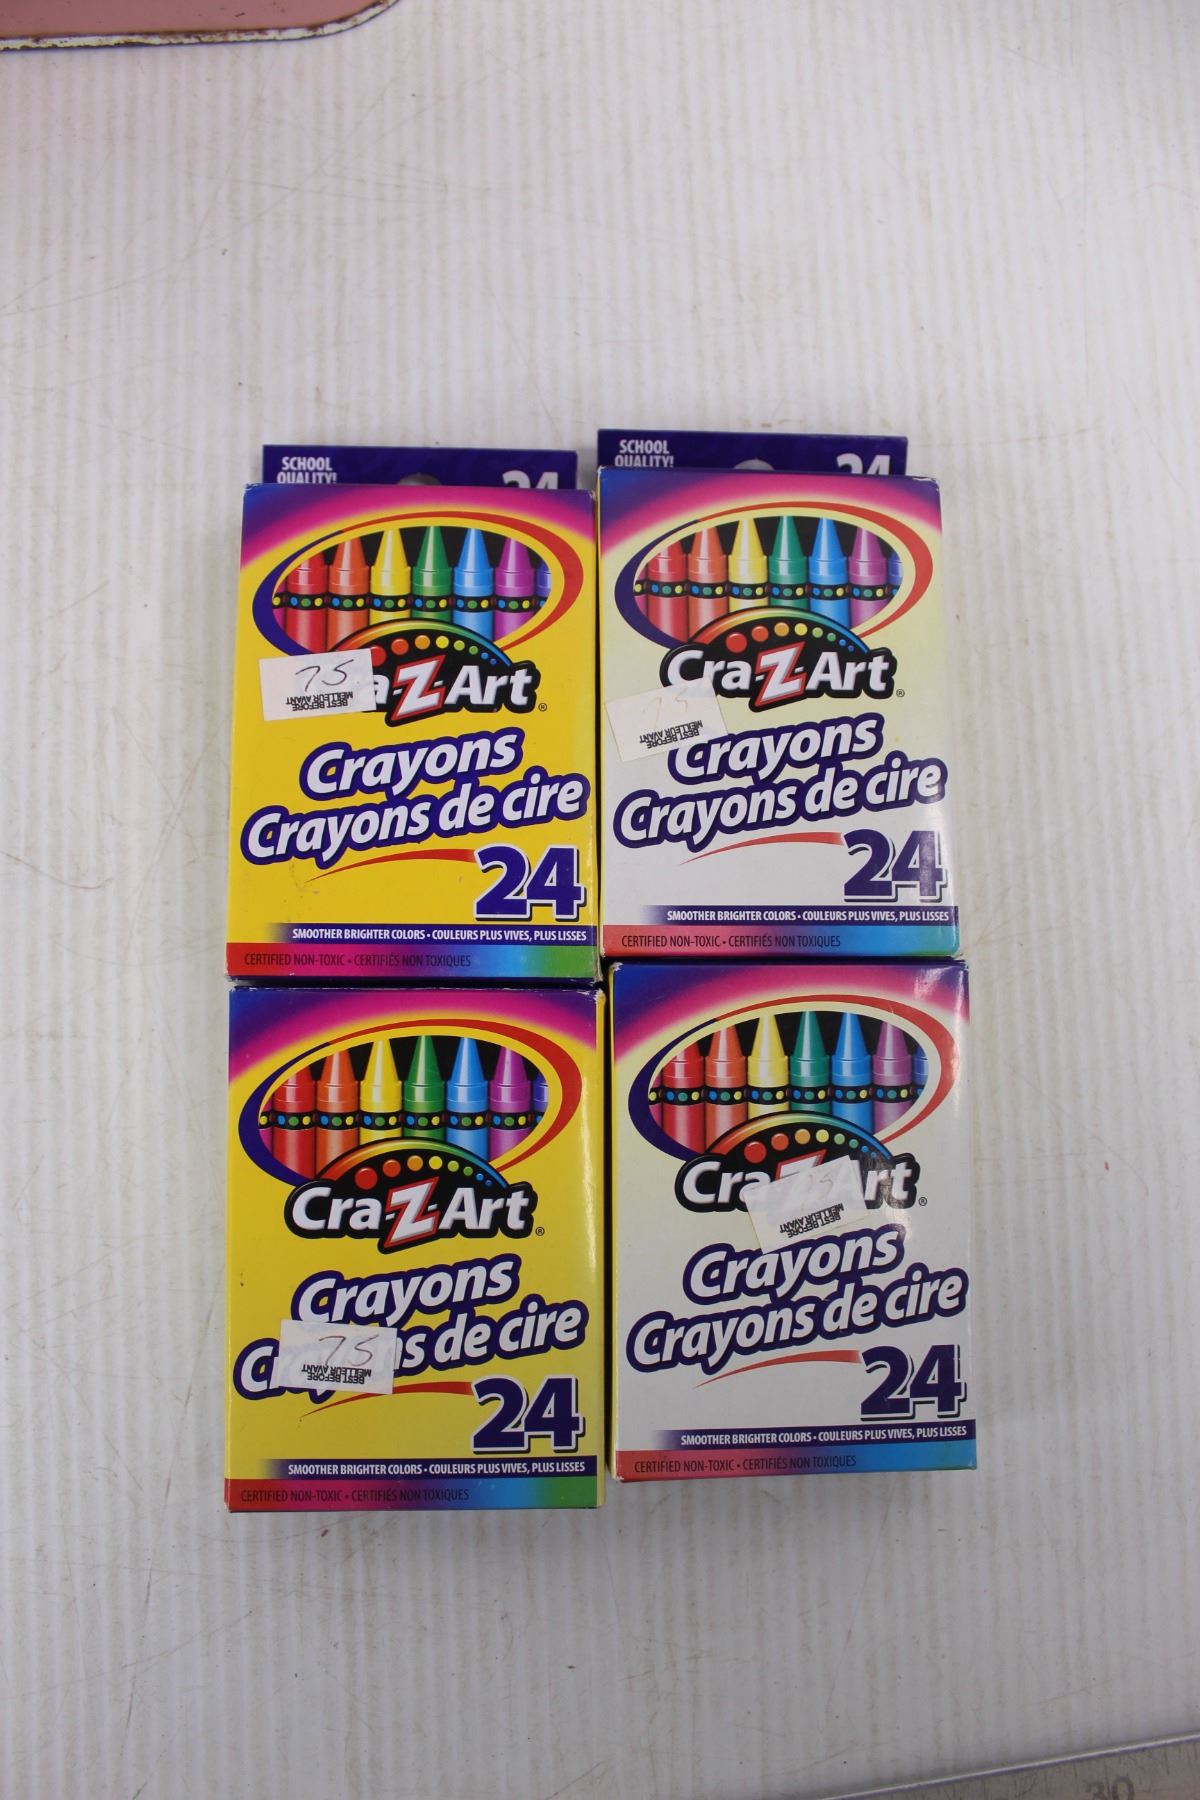 SCHOOL
QUALITY!
24
75
BEST BEFORE
MEILLEUR AVANT
a-Z-Art®
Crayons
Crayons de cire
24
SMOOTHER BRIGHTER COLORS • COULEURS PLUS VIVES, PLUS LISSES
CERTIFIED NON-TOXIC • CERTIFIÉS NON TOXIQUES
SCHOOL
QUALITY!
24
Cra-Z-Art®
75
BEST BEFORE
MEILLEUR AVANT
Crayons
Crayons de cire
24
SMOOTHER BRIGHTER COLORS • COULEURS PLUS VIVES, PLUS LISSES
CERTIFIED NON-TOXIC • CERTIFIÉS NON TOXIQUES
Cra-Z-Art®
Crayons
Crayons de cire
75
BEST BEFORE
MEILLEUR AVANT
24
SMOOTHER BRIGHTER COLORS • COULEURS PLUS VIVES, PLUS LISSES
CERTIFIED NON-TOXIC • CERTIFIÉS NON TOXIQUES
Cra-Z-Art®
75
BEST BEFORE
MEILLEUR AVANT
Crayons
Crayons de cire
24
SMOOTHER BRIGHTER COLORS • COULEURS PLUS VIVES, PLUS LISSES
CERTIFIED NON-TOXIC • CERTIFIÉS NON TOXIQUES
30